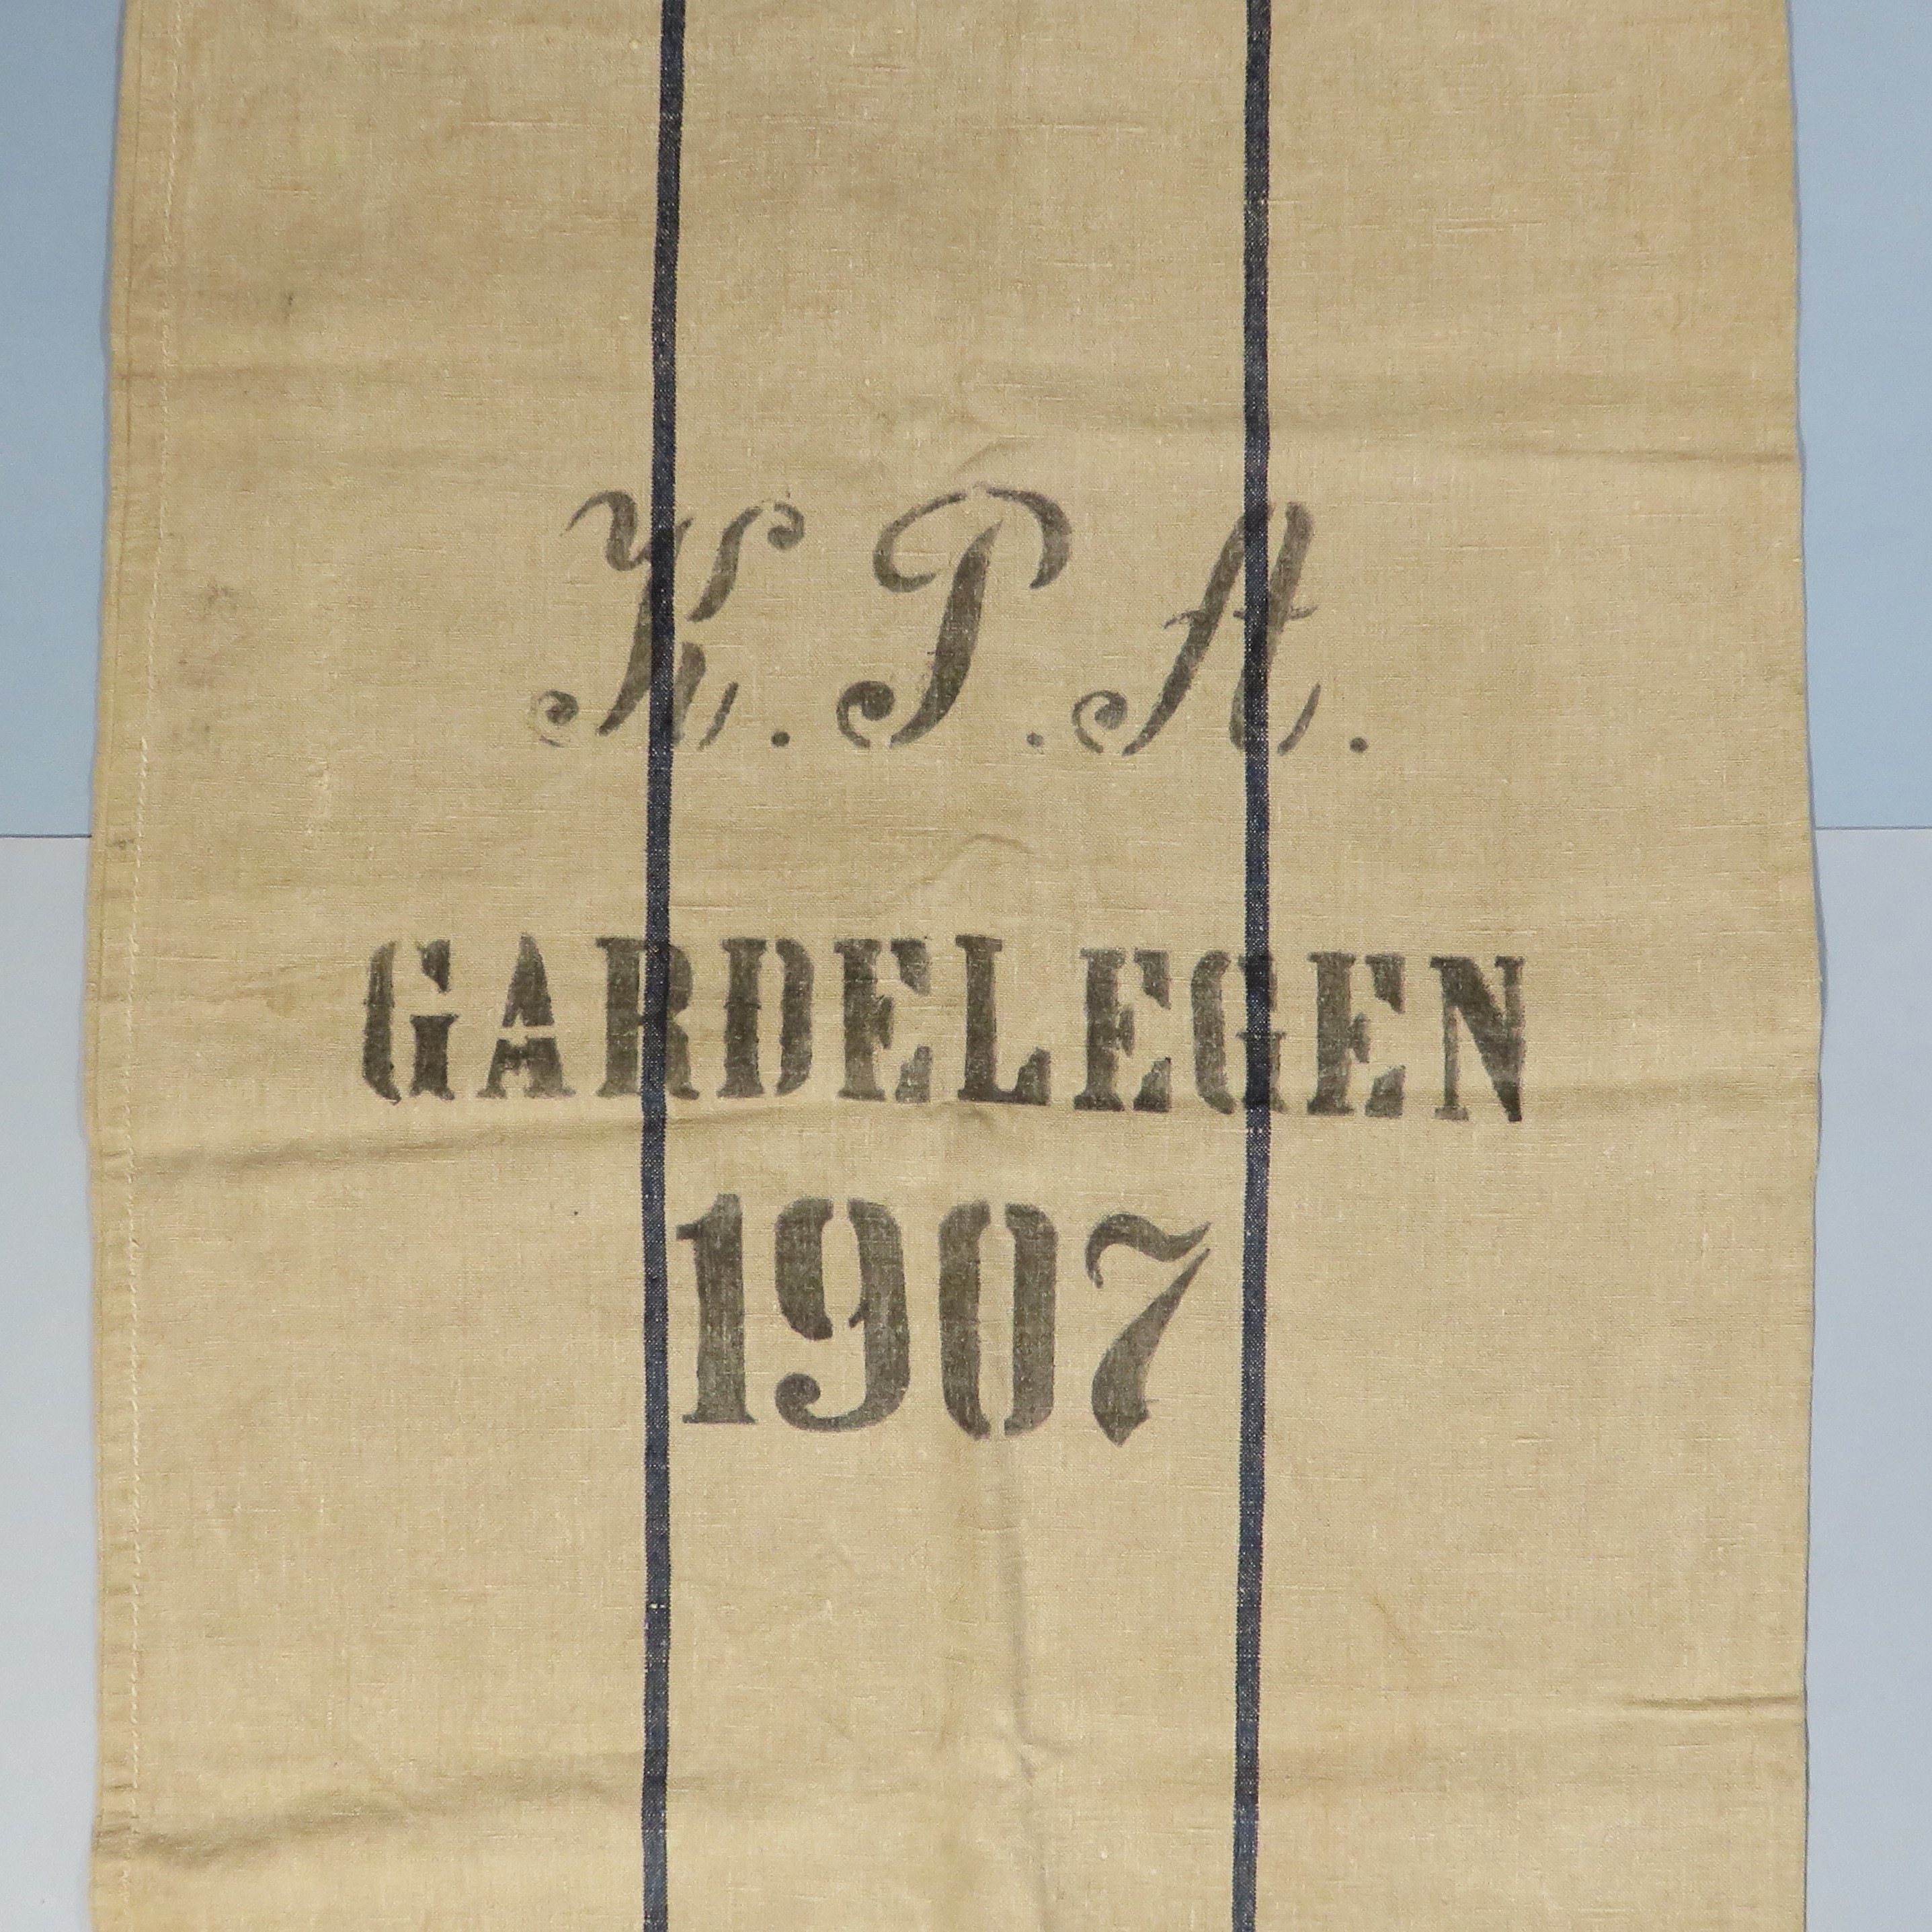 K. P. A.
GARDELEGEN
1907